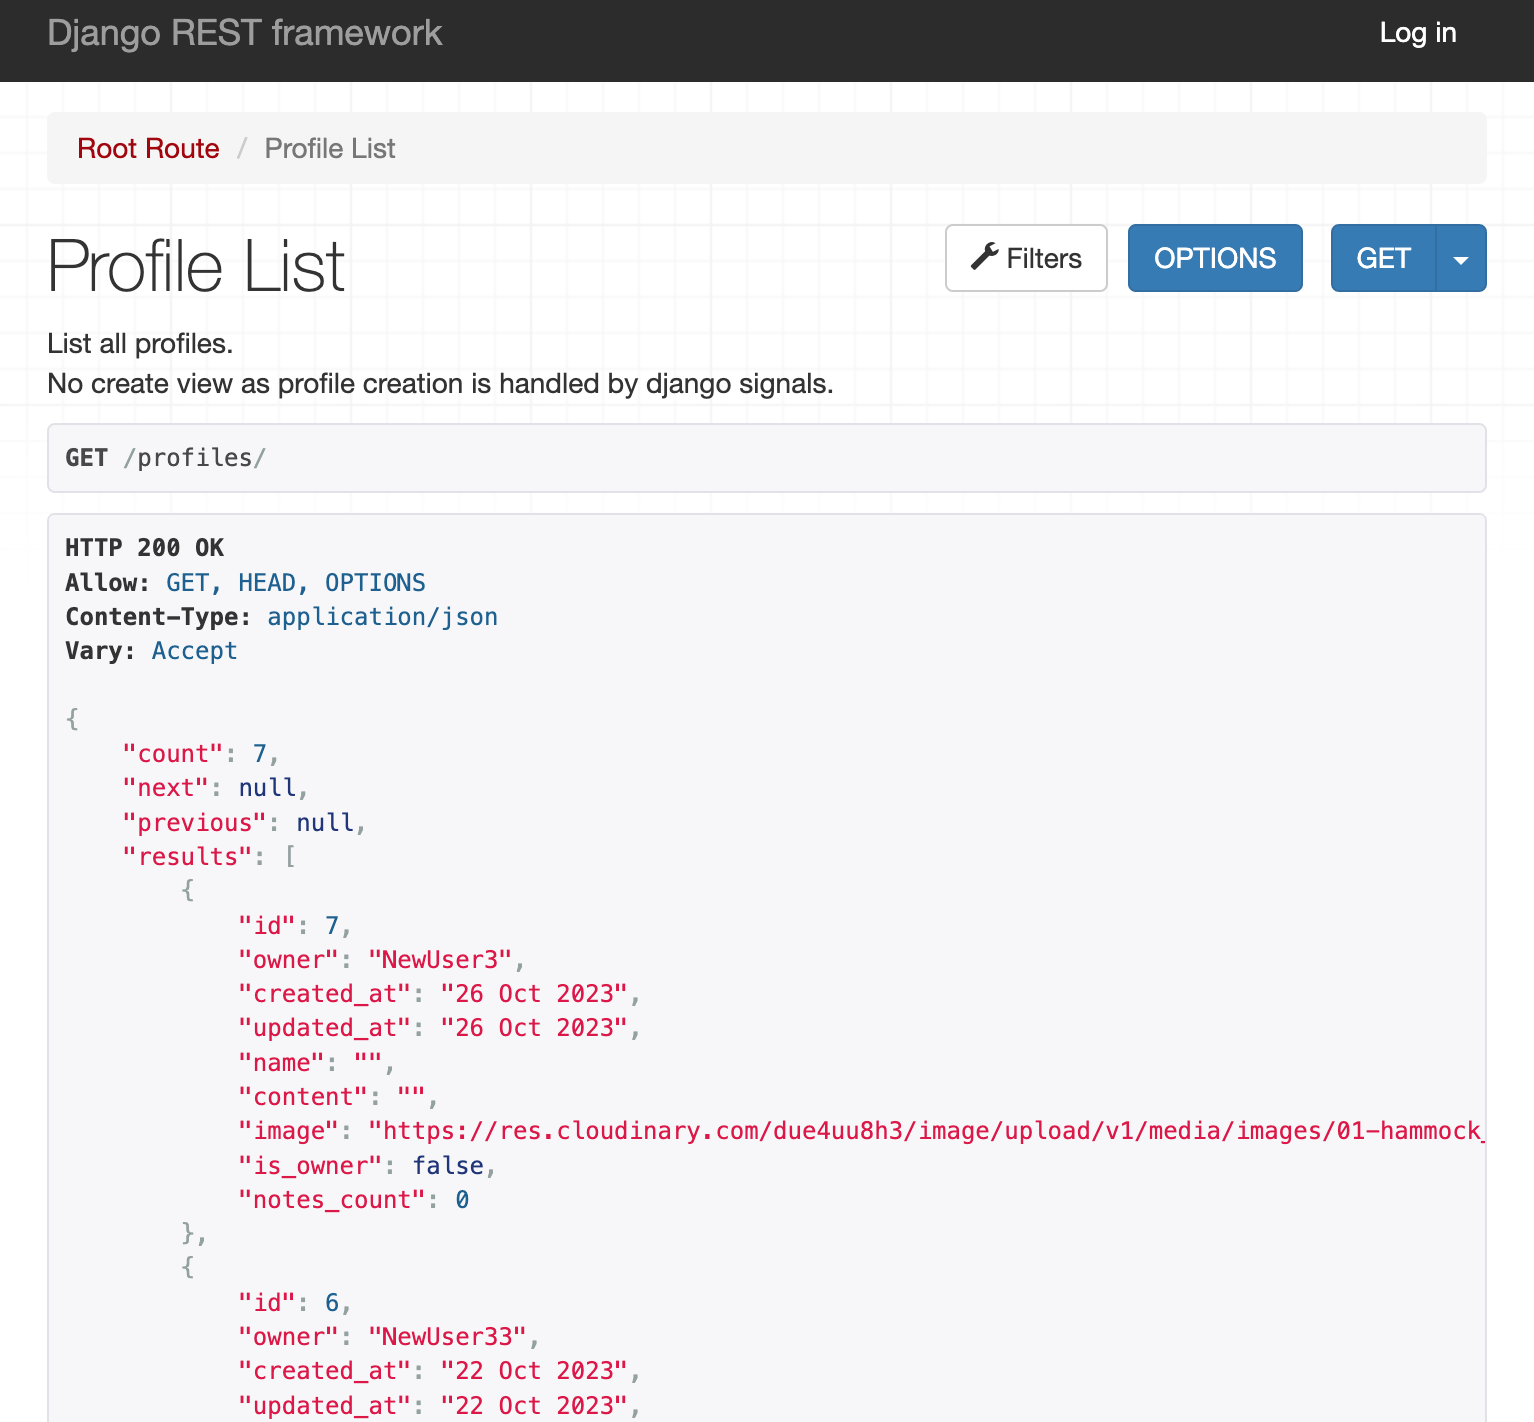 Django REST framework
Log in
Root Route / Profile List
Profile List
Filters
OPTIONS
GET
List all profiles.
No create view as profile creation is handled by django signals.
GET /profiles/
HTTP 200 OK
Allow: GET, HEAD, OPTIONS
Content-Type: application/json
Vary: Accept
{
    "count": 7,
    "next": null,
    "previous": null,
    "results": [
        {
            "id": 7,
            "owner": "NewUser3",
            "created_at": "26 Oct 2023",
            "updated_at": "26 Oct 2023",
            "name": "",
            "content": "",
            "image": "https://res.cloudinary.com/due4uu8h3/image/upload/v1/media/images/01-hammock_
            "is_owner": false,
            "notes_count": 0
        },
        {
            "id": 6,
            "owner": "NewUser33",
            "created_at": "22 Oct 2023",
            "updated_at": "22 Oct 2023",